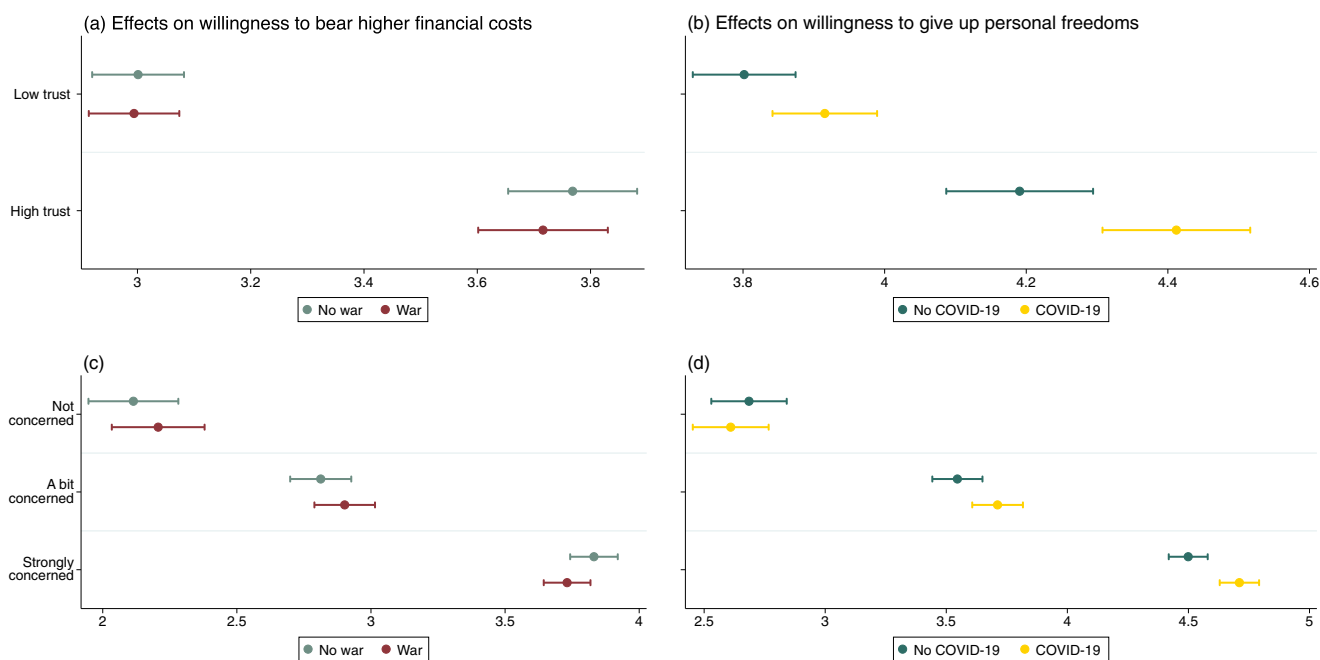 (a) Effects on willingness to bear higher financial costs
(b) Effects on willingness to give up personal freedoms
Low trust
High trust
3 3.2 3.4 3.6 3.8
3.8 4 4.2 4.4 4.6
No war War
No COVID-19 COVID-19
(c)
(d)
Not
concerned
A bit
concerned
Strongly
concerned
2 2.5 3 3.5 4
2.5 3 3.5 4 4.5 5
No war War
No COVID-19 COVID-19